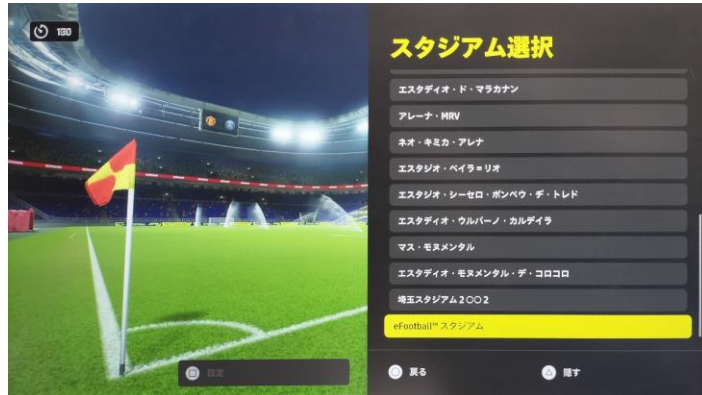 130
スタジアム選択
エスタディオ・ド・マラカナン
アレーナ・MRV
ネオ・キミカ・アレナ
エスタジオ・ベイラ=リオ
エスタジオ・シーセロ・ポンペウ・デ・トレド
エスタディオ・ウルバーノ・カルデイラ
マス・モヌメンタル
エスタディオ・モヌメンタル・デ・コロコロ
埼玉スタジアム2○○2
eFootball™ スタジアム
設定
戻る
隠す